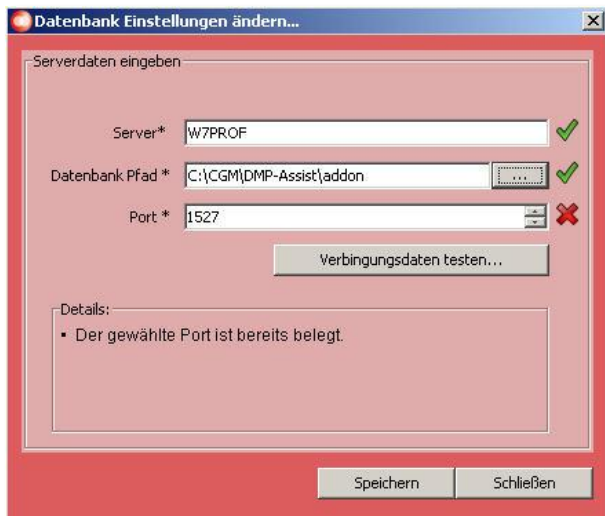 Datenbank Einstellungen ändern...
Serverdaten eingeben
Server* W7PROF
Datenbank Pfad * C:\CGM\DMP-Assist\addon ...
Port * 1527
Verbingungsdaten testen...
Details:
• Der gewählte Port ist bereits belegt.
Speichern Schließen